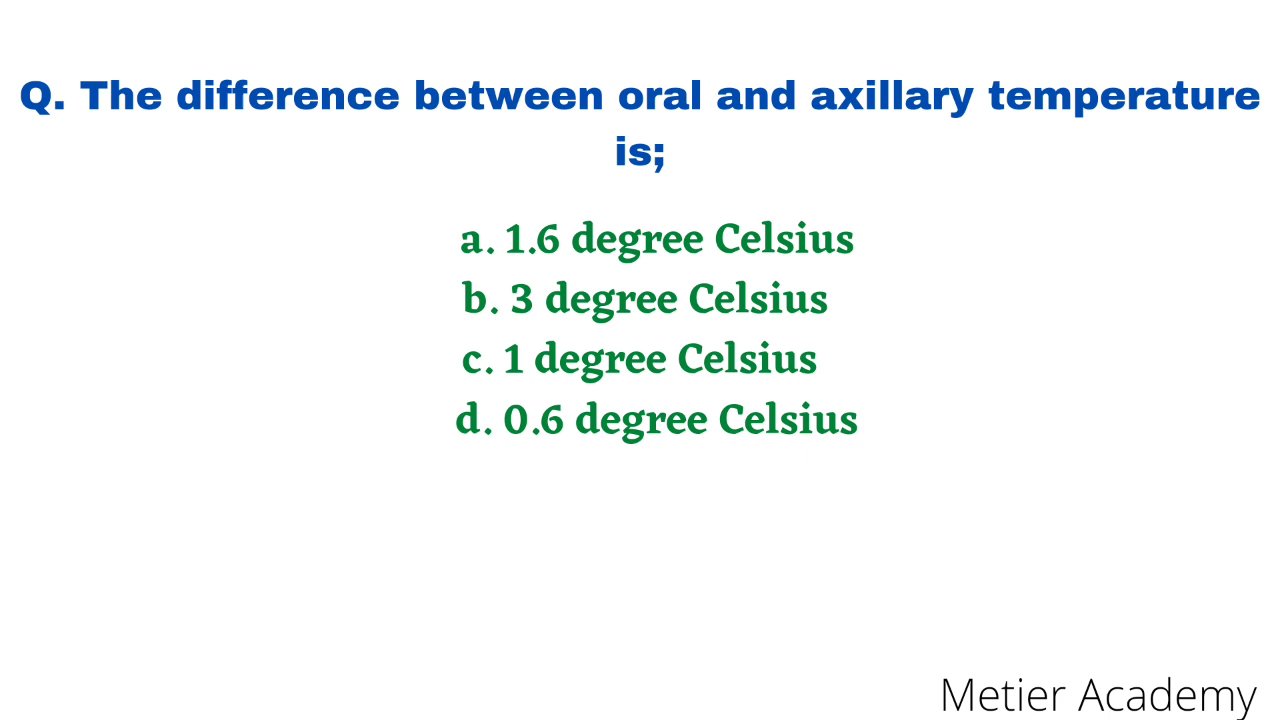 Q. The difference between oral and axillary temperature
is;
a. 1.6 degree Celsius
b. 3 degree Celsius
c. 1 degree Celsius
d. 0.6 degree Celsius
Metier Academy